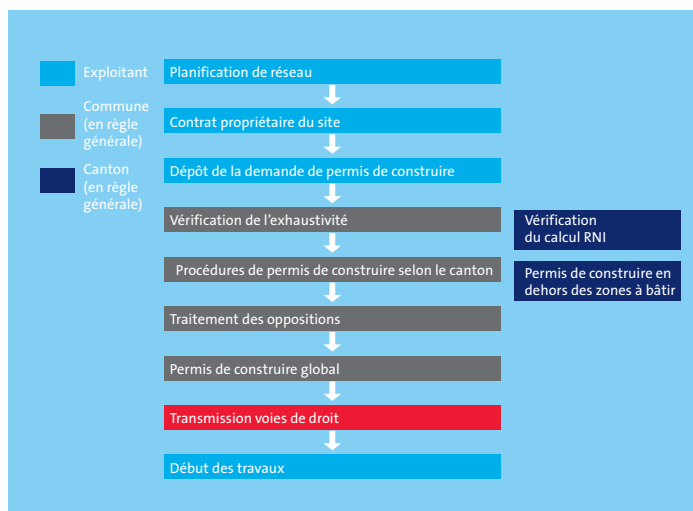 Exploitant
Commune
(en règle
générale)
Canton
(en règle
générale)
Planification de réseau
Contrat propriétaire du site
Dépôt de la demande de permis de construire
Vérification de l'exhaustivité
Vérification
du calcul RNI
Procédures de permis de construire selon le canton
Permis de construire en
dehors des zones à bâtir
Traitement des oppositions
Permis de construire global
Transmission voies de droit
Début des travaux